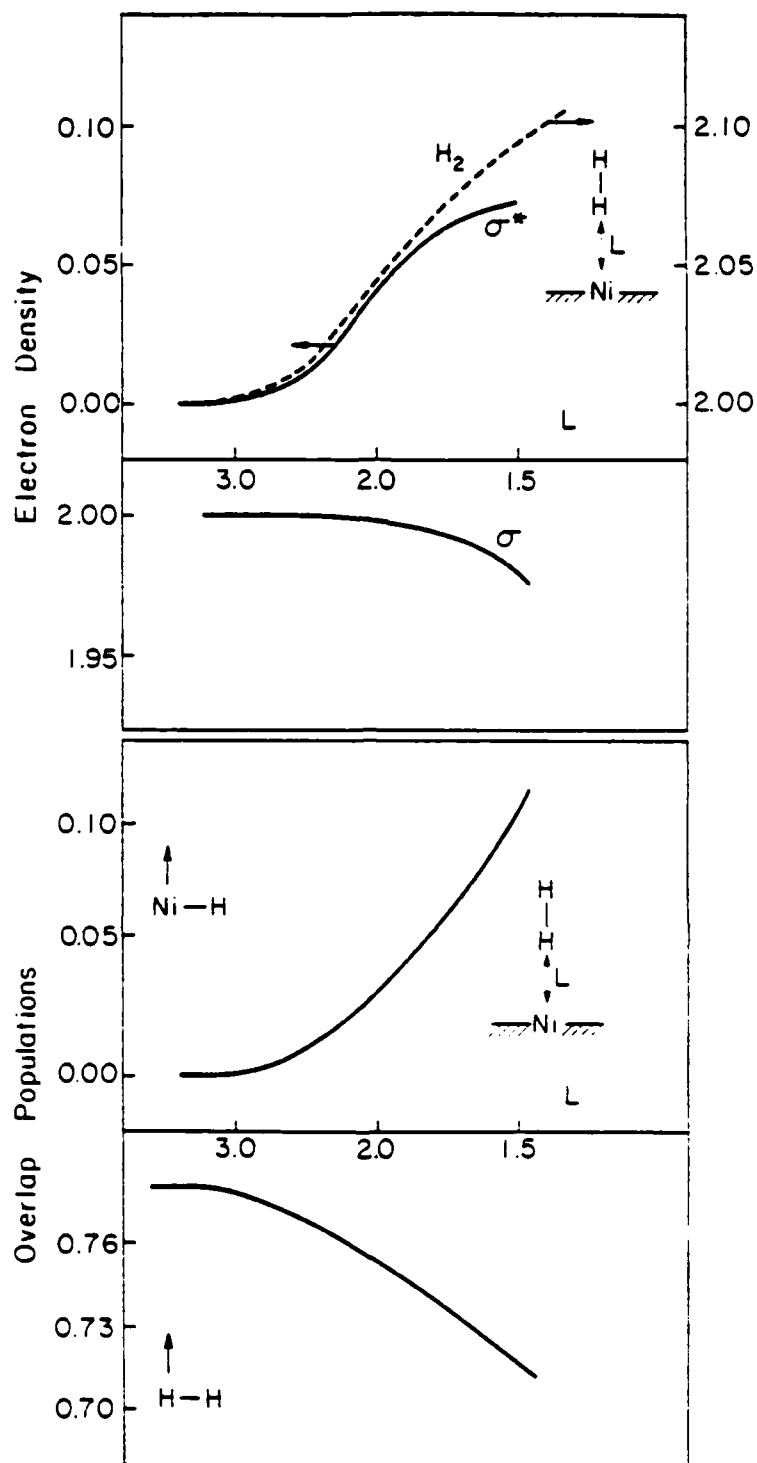 Electron Density
0.10
0.05
0.00
2.10
2.05
2.00
H₂
σ*
H
H
L
Ni
L
3.0 2.0 1.5
2.00
1.95
σ
Overlap Populations
0.10
0.05
0.00
Ni—H
H
H
L
Ni
L
3.0 2.0 1.5
0.76
0.73
0.70
H—H